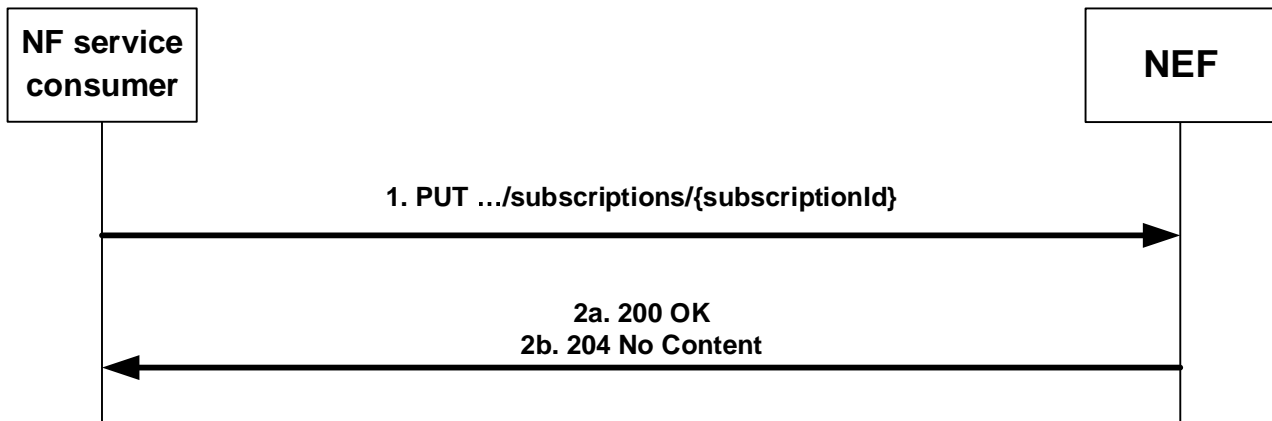 NF service
consumer
NEF
1. PUT …/subscriptions/{subscriptionId}
2a. 200 OK
2b. 204 No Content